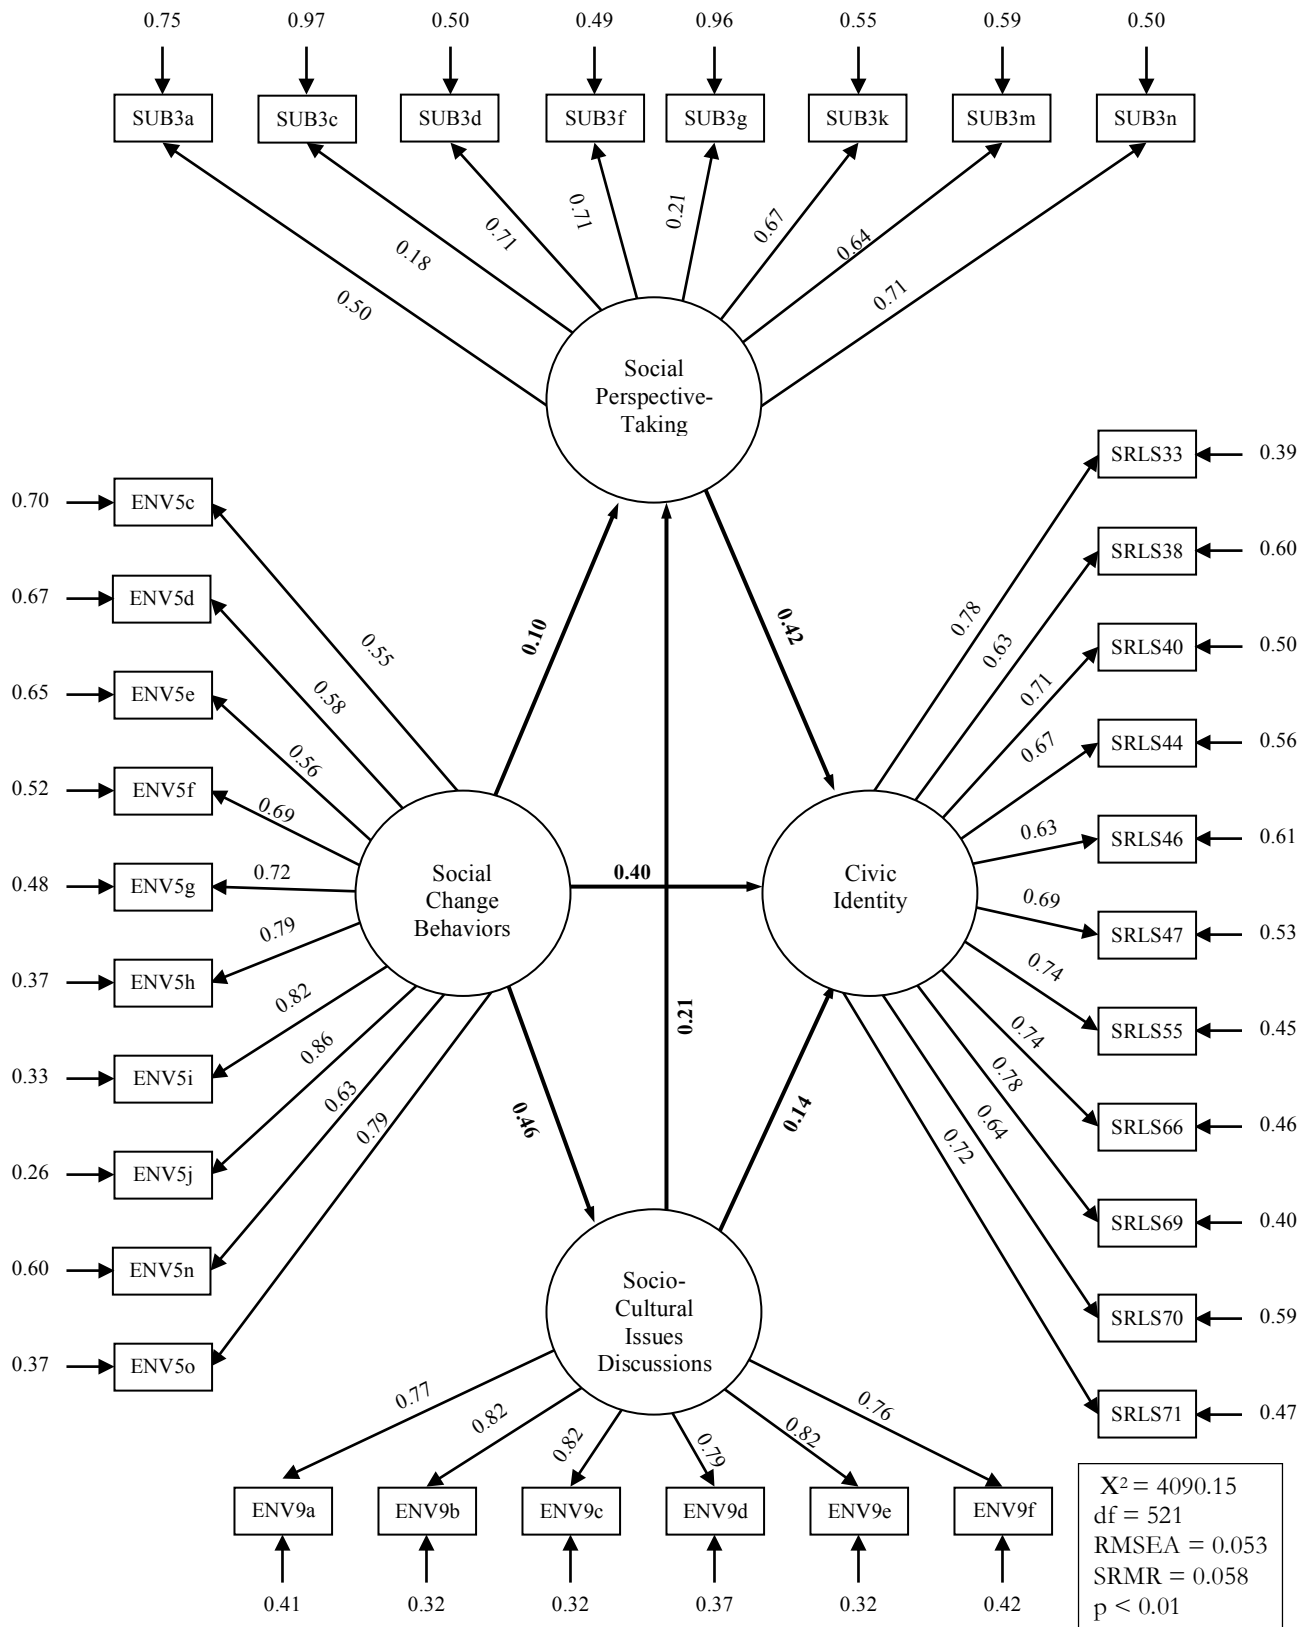 0.75 0.97 0.50 0.49 0.96 0.55 0.59 0.50
SUB3a SUB3c SUB3d SUB3f SUB3g SUB3k SUB3m SUB3n
0.50 0.18 0.71 0.71 0.21 0.67 0.64 0.71
Social
Perspective-
Taking
0.70 ENV5c 0.55
0.67 ENV5d 0.58
0.65 ENV5e 0.56
0.52 ENV5f 0.69
0.48 ENV5g 0.72
0.37 ENV5h 0.79
0.33 ENV5i 0.82
0.26 ENV5j 0.86
0.60 ENV5n 0.63
0.37 ENV5o 0.79
Social
Change
Behaviors
0.10
0.42
0.40
0.21
0.46
0.14
Civic
Identity
0.78 SRLS33 0.39
0.63 SRLS38 0.60
0.71 SRLS40 0.50
0.67 SRLS44 0.56
0.63 SRLS46 0.61
0.69 SRLS47 0.53
0.74 SRLS55 0.45
0.74 SRLS66 0.46
0.78 SRLS69 0.40
0.64 SRLS70 0.59
0.72 SRLS71 0.47
Socio-
Cultural
Issues
Discussions
0.77 0.82 0.82 0.79 0.82 0.76
ENV9a ENV9b ENV9c ENV9d ENV9e ENV9f
0.41 0.32 0.32 0.37 0.32 0.42
X² = 4090.15
df = 521
RMSEA = 0.053
SRMR = 0.058
p < 0.01